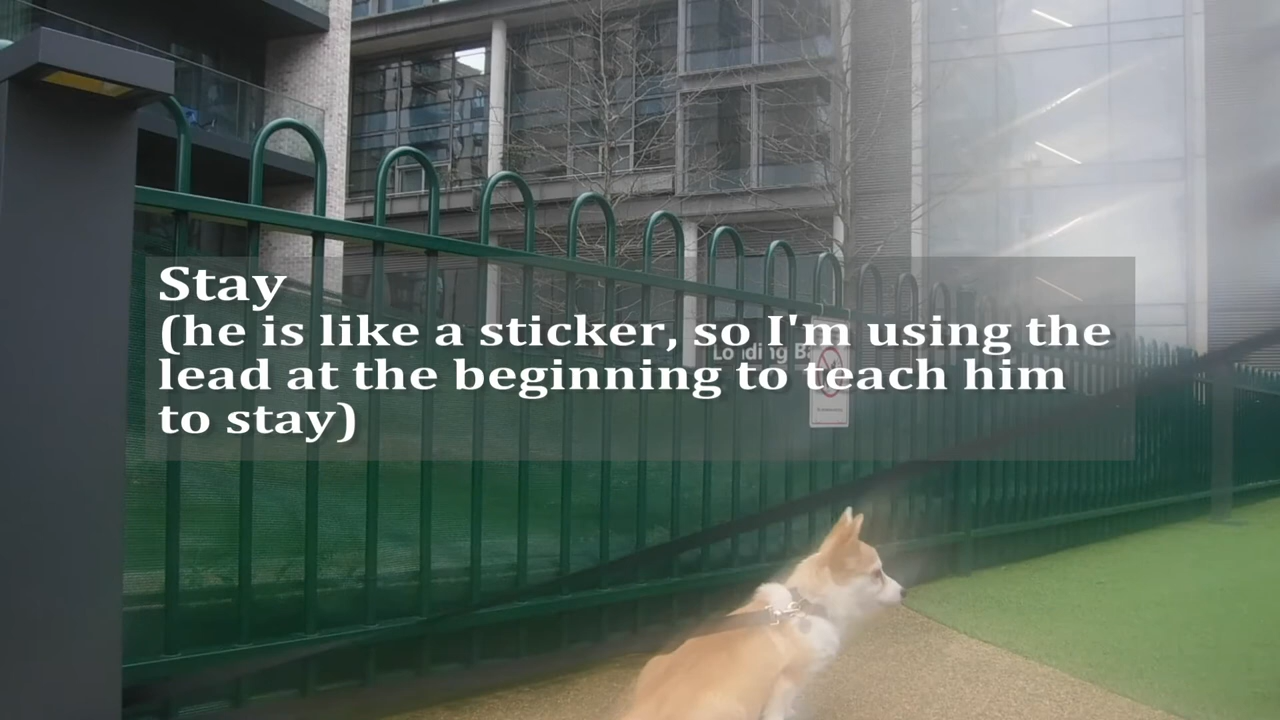 Stay
(he is like a sticker, so I'm using the
lead at the beginning to teach him
to stay)